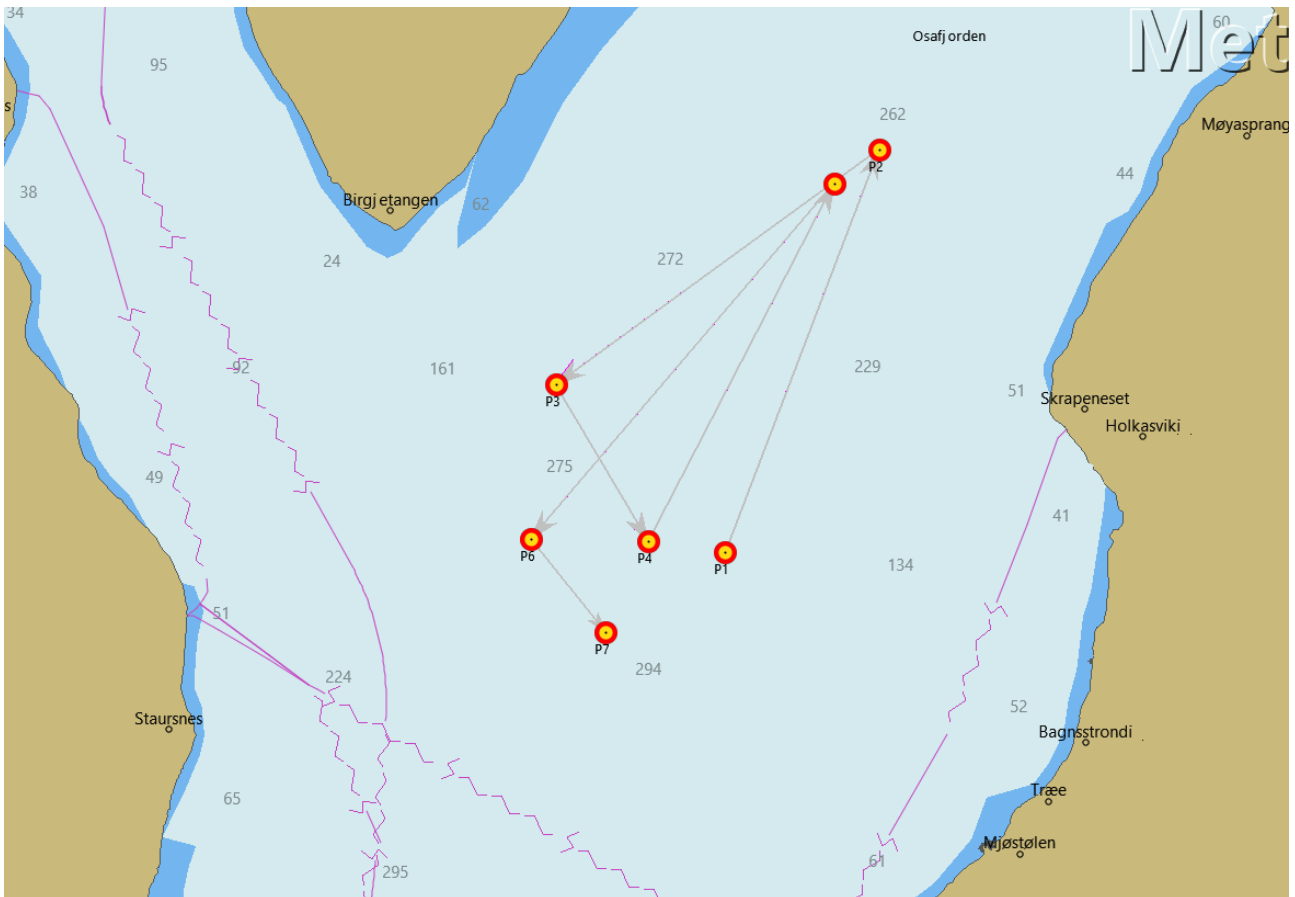 34
60
Met
Osafjorden
95
262
s
Møyasprang
P2
44
38
Birgjetangen
62
24
272
92
161
229
51
P3
Skrapeneset
Holkasviki
275
49
41
P6
P4
P1
134
51
P7
294
224
52
Staursnes
Bagnsstrondi
65
Træe
Mjøstølen
61
295